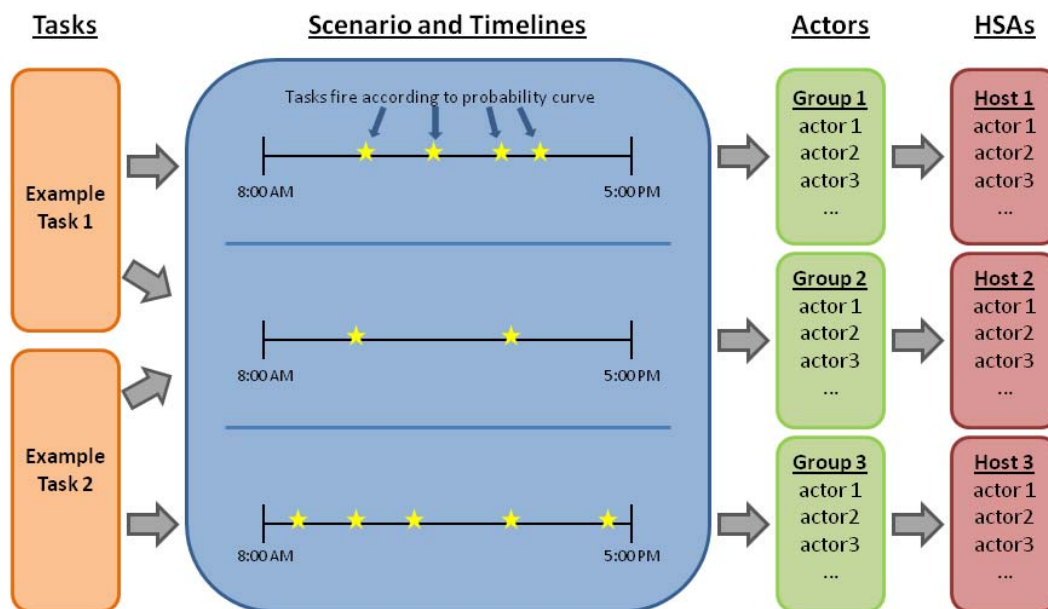 Tasks
Scenario and Timelines
Actors
HSAs
Example
Task 1
Example
Task 2
Tasks fire according to probability curve
8:00 AM
5:00 PM
8:00 AM
5:00 PM
8:00 AM
5:00 PM
Group 1
actor 1
actor2
actor3
...
Group 2
actor 1
actor2
actor3
...
Group 3
actor 1
actor2
actor3
...
Host 1
actor 1
actor2
actor3
...
Host 2
actor 1
actor2
actor3
...
Host 3
actor 1
actor2
actor3
...